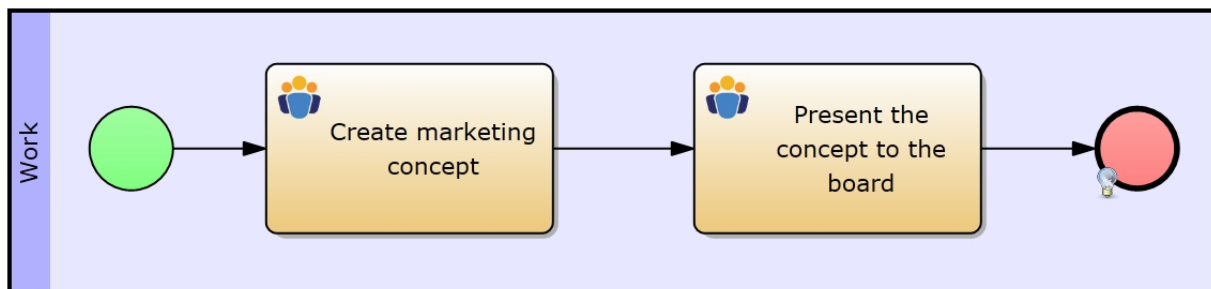 Work
Create marketing
concept
Present the
concept to the
board